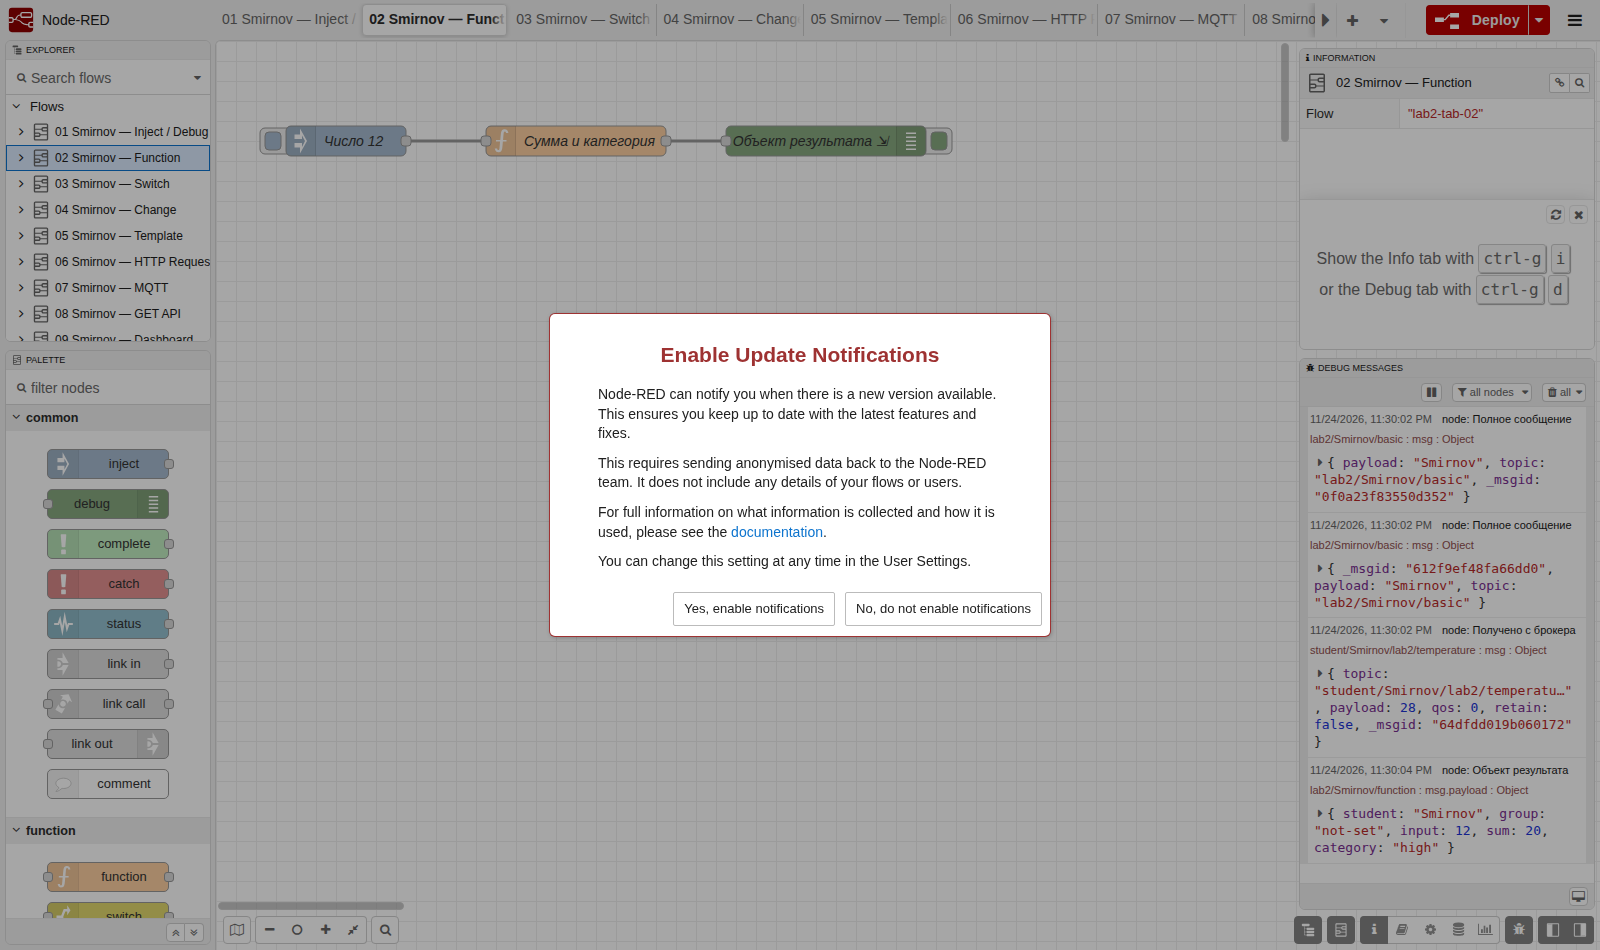 Node-RED
01 Smirnov — Inject /
02 Smirnov — Funct
03 Smirnov — Switch
04 Smirnov — Chang
05 Smirnov — Templa
06 Smirnov — HTTP
07 Smirnov — MQTT
08 Smirno
Deploy
EXPLORER
Search flows
Flows
01 Smirnov — Inject / Debug
02 Smirnov — Function
03 Smirnov — Switch
04 Smirnov — Change
05 Smirnov — Template
06 Smirnov — HTTP Reques
07 Smirnov — MQTT
08 Smirnov — GET API
09 Smirnov — Dashboard
PALETTE
filter nodes
common
inject
debug
complete
catch
status
link in
link call
link out
comment
function
function
switch
Число 12
Сумма и категория
Объект результата ⇲
Enable Update Notifications
Node-RED can notify you when there is a new version available.
This ensures you keep up to date with the latest features and
fixes.
This requires sending anonymised data back to the Node-RED
team. It does not include any details of your flows or users.
For full information on what information is collected and how it is
used, please see the documentation.
You can change this setting at any time in the User Settings.
Yes, enable notifications
No, do not enable notifications
INFORMATION
02 Smirnov — Function
Flow
"lab2-tab-02"
Show the Info tab with ctrl-g i
or the Debug tab with ctrl-g d
DEBUG MESSAGES
all nodes
all
11/24/2026, 11:30:02 PM node: Полное сообщение
lab2/Smirnov/basic : msg : Object
{ payload: "Smirnov", topic:
"lab2/Smirnov/basic", _msgid:
"0f0a23f83550d352" }
11/24/2026, 11:30:02 PM node: Полное сообщение
lab2/Smirnov/basic : msg : Object
{ _msgid: "612f9ef48fa66dd0",
payload: "Smirnov", topic:
"lab2/Smirnov/basic" }
11/24/2026, 11:30:02 PM node: Получено с брокера
student/Smirnov/lab2/temperature : msg : Object
{ topic:
"student/Smirnov/lab2/temperatu…"
, payload: 28, qos: 0, retain:
false, _msgid: "64dfdd019b060172"
}
11/24/2026, 11:30:04 PM node: Объект результата
lab2/Smirnov/function : msg.payload : Object
{ student: "Smirnov", group:
"not-set", input: 12, sum: 20,
category: "high" }